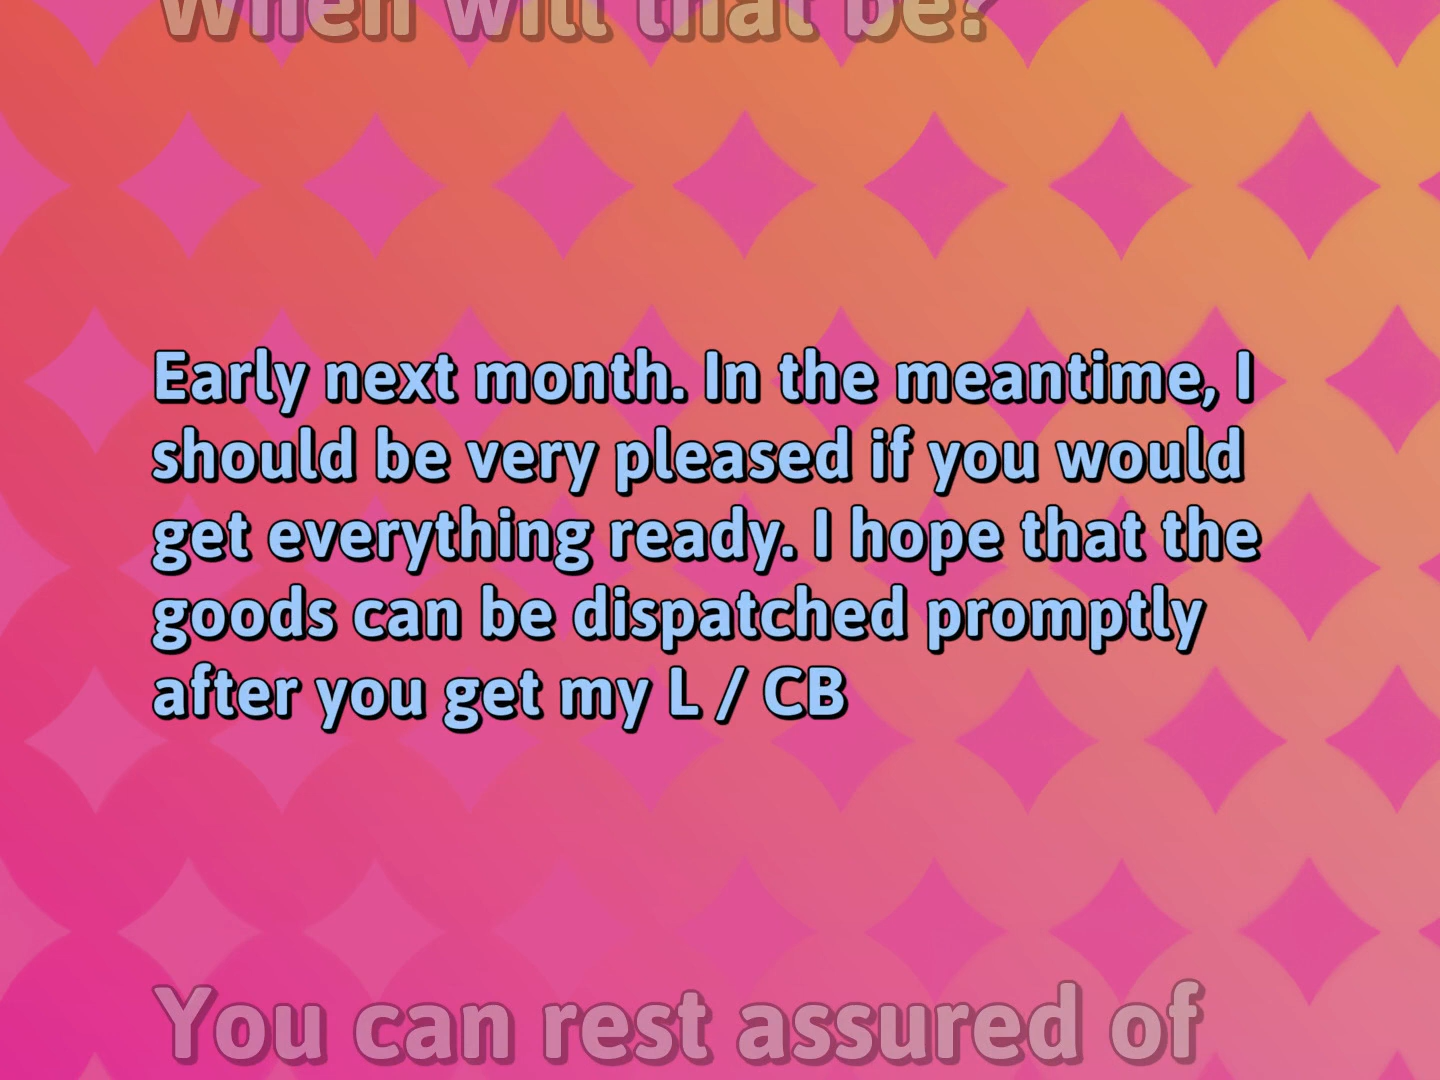 When will that be?
Early next month. In the meantime, I
should be very pleased if you would
get everything ready. I hope that the
goods can be dispatched promptly
after you get my L / CB
You can rest assured of